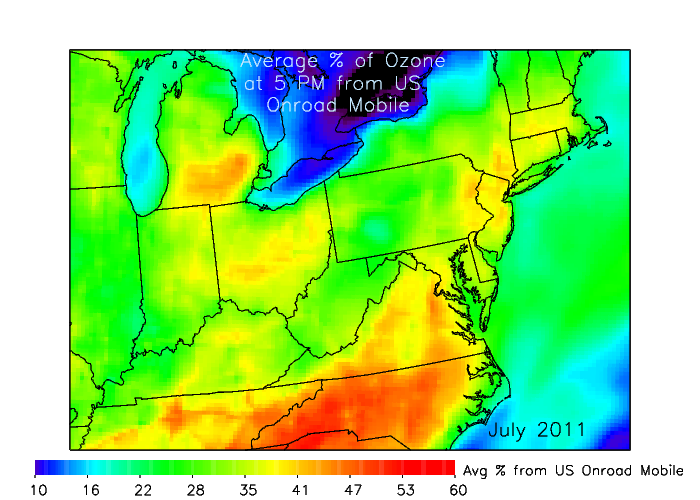 Average % of Ozone
at 5 PM from US
Onroad Mobile
July 2011
10 16 22 28 35 41 47 53 60 Avg % from US Onroad Mobile